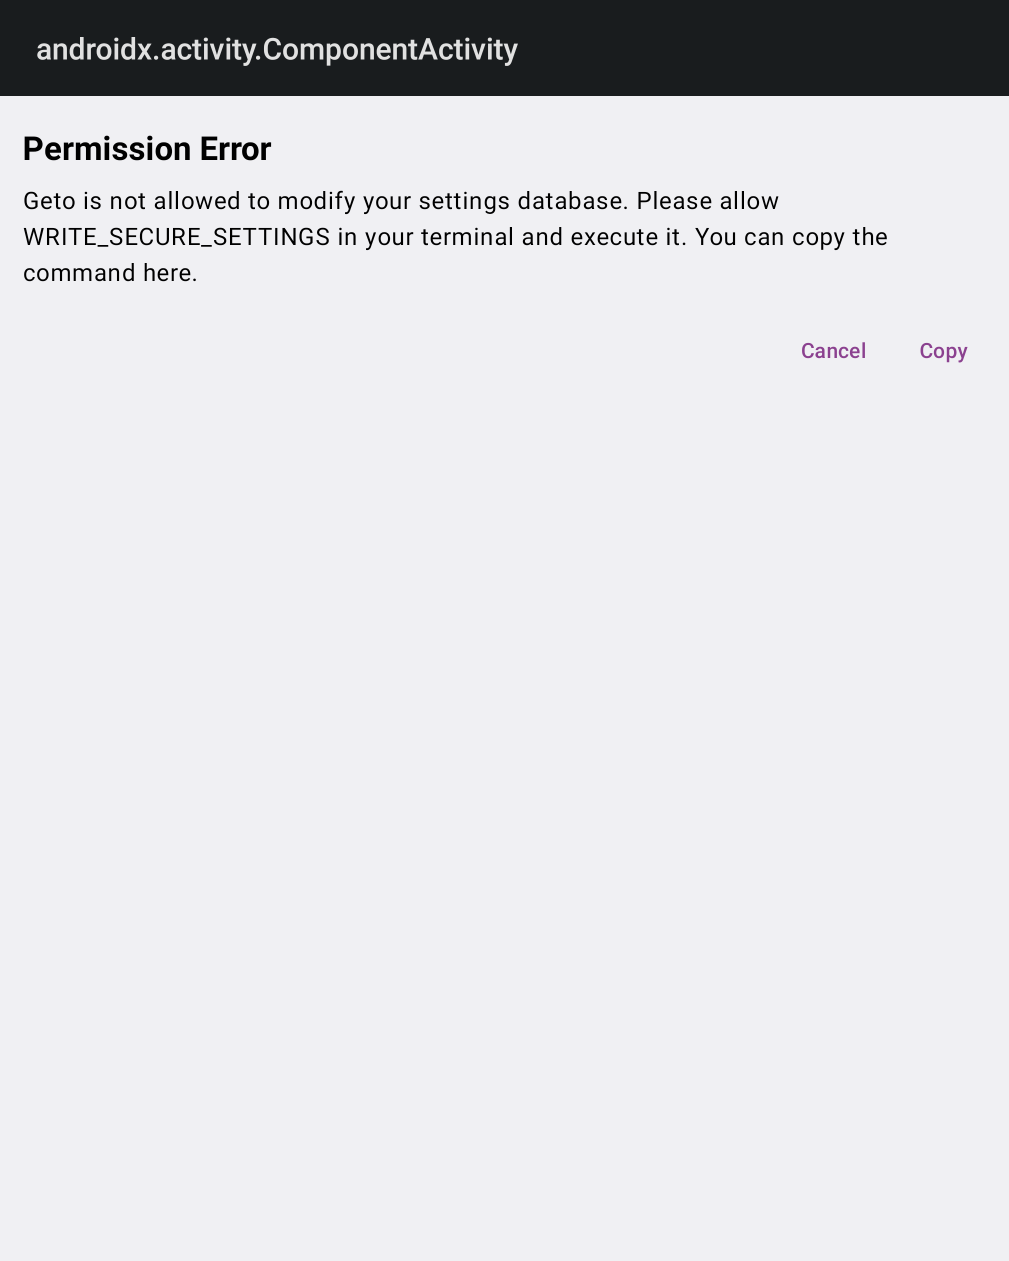 androidx.activity.ComponentActivity
Permission Error
Geto is not allowed to modify your settings database. Please allow
WRITE_SECURE_SETTINGS in your terminal and execute it. You can copy the
command here.
Cancel Copy